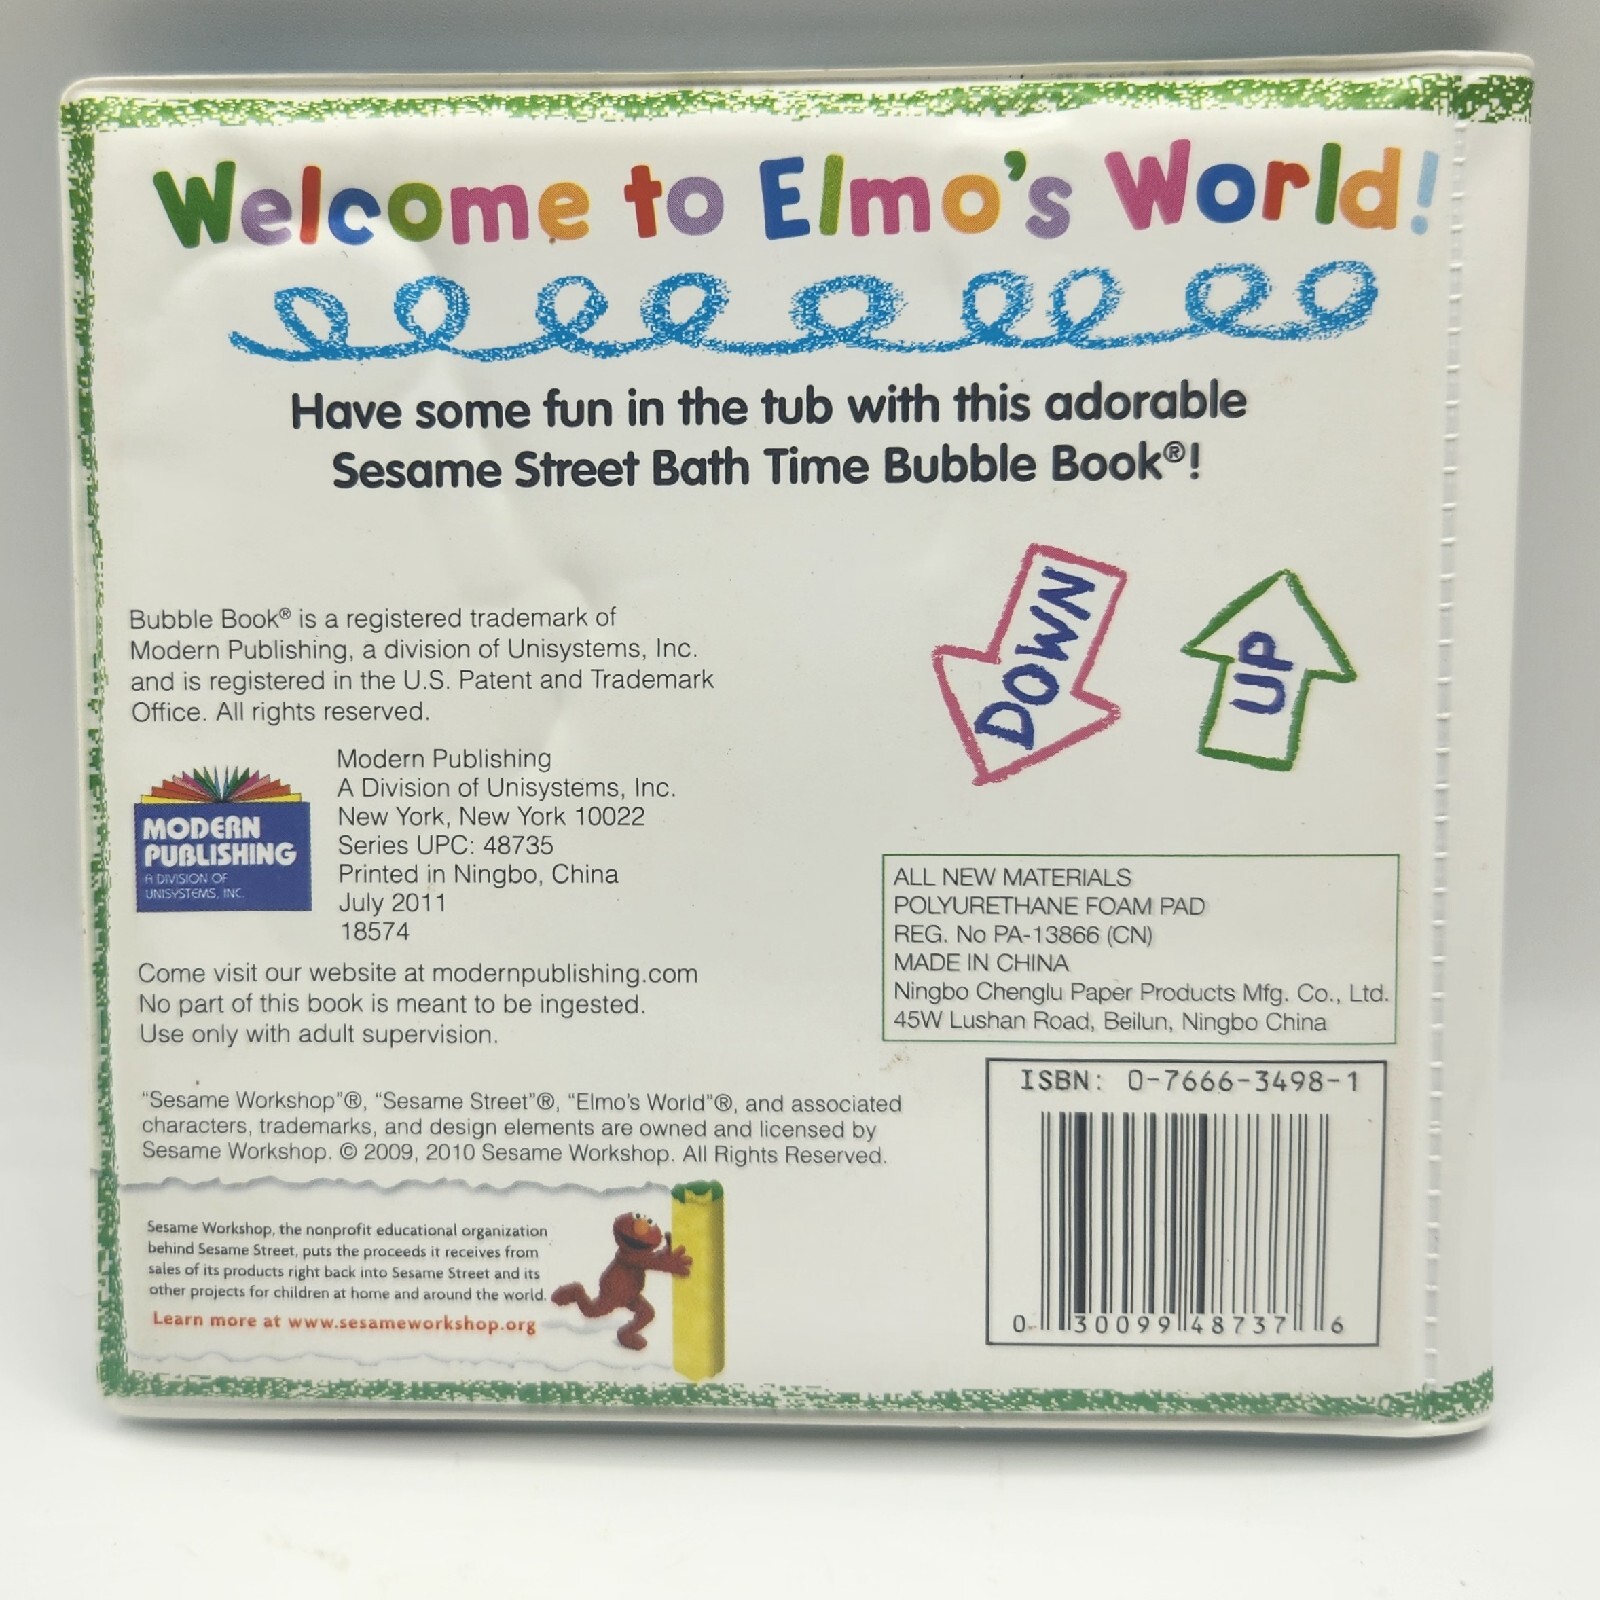 Welcome to Elmo's World!
Have some fun in the tub with this adorable
Sesame Street Bath Time Bubble Book®!
DOWN
UP
Bubble Book® is a registered trademark of
Modern Publishing, a division of Unisystems, Inc.
and is registered in the U.S. Patent and Trademark
Office. All rights reserved.
MODERN
PUBLISHING
A DIVISION OF
UNISYSTEMS, INC.
Modern Publishing
A Division of Unisystems, Inc.
New York, New York 10022
Series UPC: 48735
Printed in Ningbo, China
July 2011
18574
Come visit our website at modernpublishing.com
No part of this book is meant to be ingested.
Use only with adult supervision.
ALL NEW MATERIALS
POLYURETHANE FOAM PAD
REG. No PA-13866 (CN)
MADE IN CHINA
Ningbo Chenglu Paper Products Mfg. Co., Ltd.
45W Lushan Road, Beilun, Ningbo China
"Sesame Workshop"®, "Sesame Street"®, "Elmo's World"®, and associated
characters, trademarks, and design elements are owned and licensed by
Sesame Workshop. © 2009, 2010 Sesame Workshop. All Rights Reserved.
Sesame Workshop, the nonprofit educational organization
behind Sesame Street, puts the proceeds it receives from
sales of its products right back into Sesame Street and its
other projects for children at home and around the world.
Learn more at www.sesameworkshop.org
ISBN: 0-7666-3498-1
0 30099 48737 6